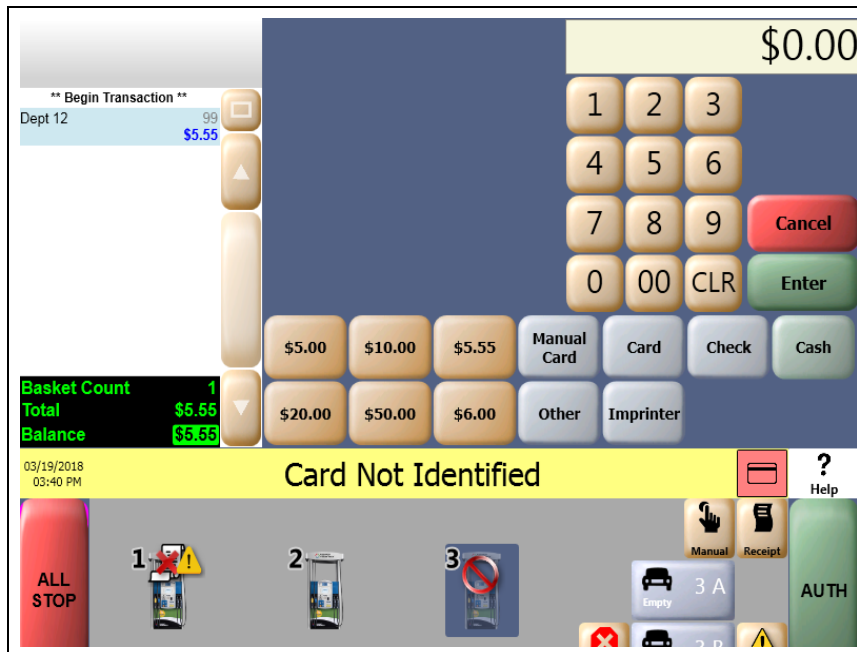 $0.00
** Begin Transaction **
Dept 12 99
$5.55
1 2 3
4 5 6
7 8 9 Cancel
0 00 CLR Enter
$5.00 $10.00 $5.55 Manual Card Card Check Cash
$20.00 $50.00 $6.00 Other Imprinter
Basket Count 1
Total $5.55
Balance $5.55
03/19/2018
03:40 PM
Card Not Identified
?
Help
ALL
STOP
1 2 3
Manual Receipt
Empty 3 A
AUTH